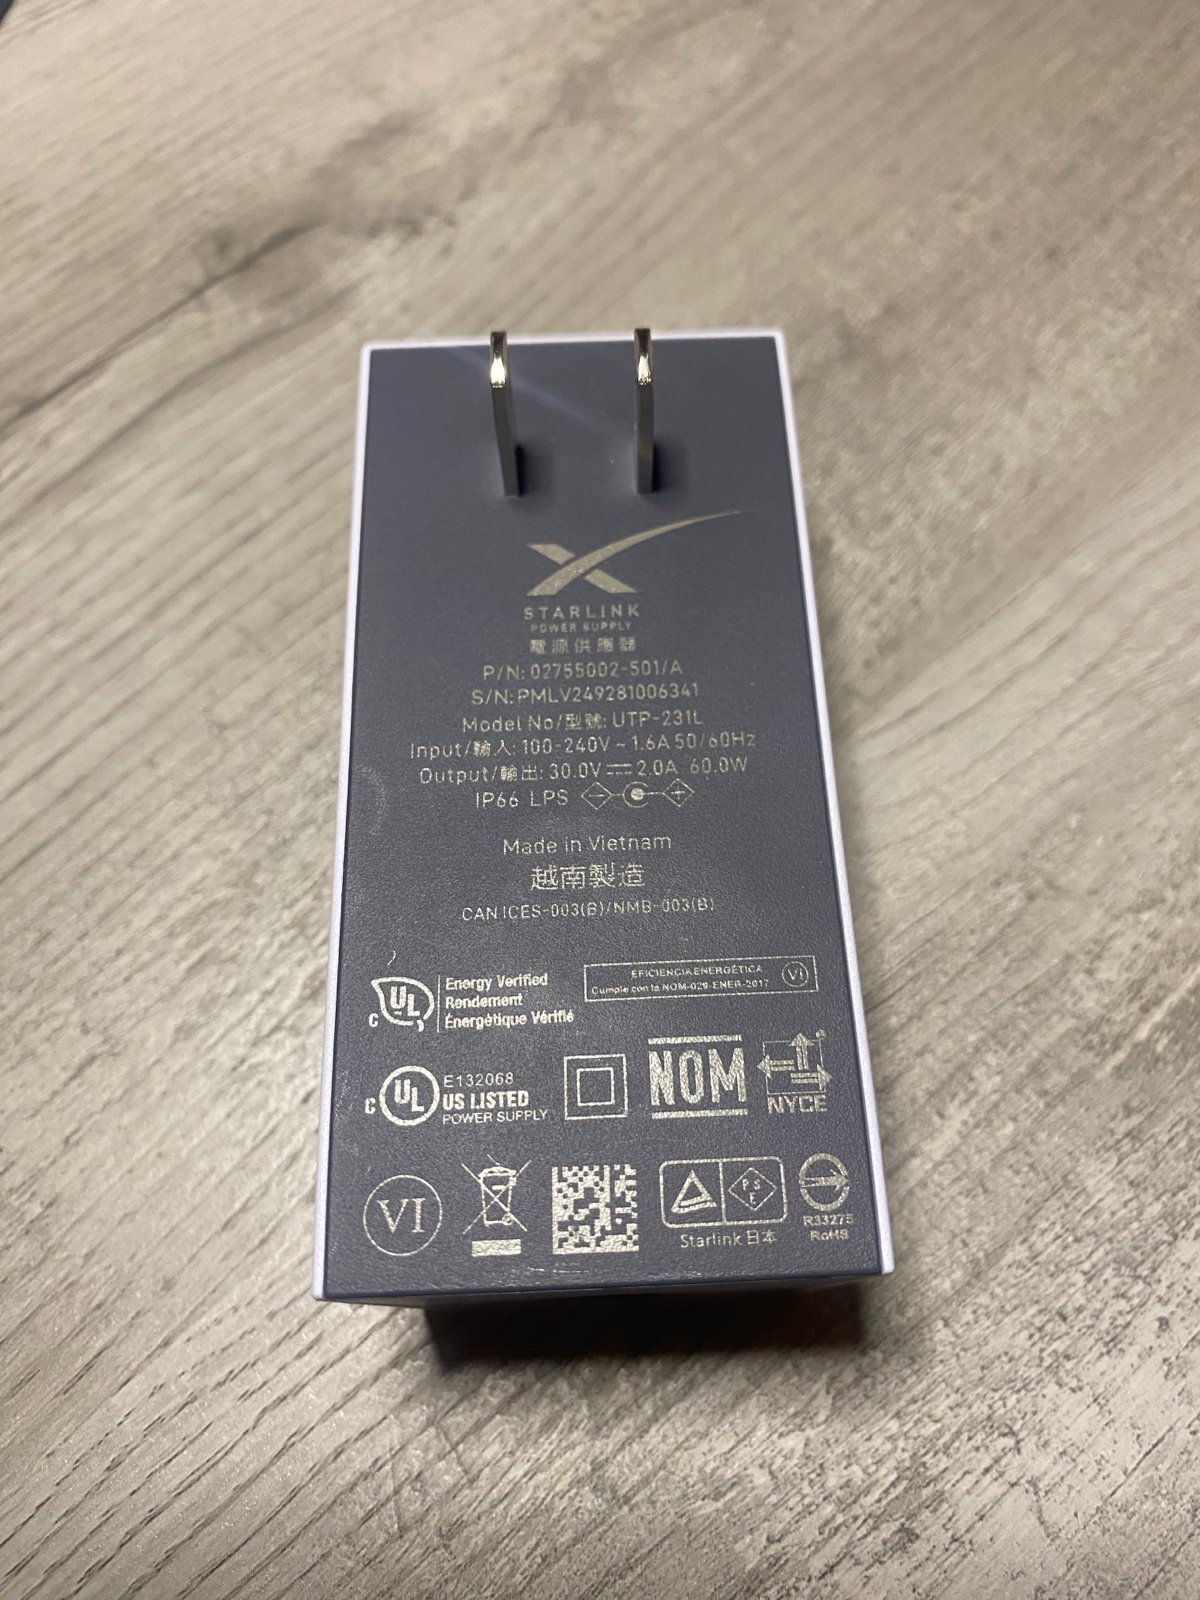 STARLINK
POWER SUPPLY
電源供應器
P/N: 02755002-501/A
S/N: PMLV249281006341
Model No/型號: UTP-231L
Input/輸入: 100-240V ~ 1.6A 50/60Hz
Output/輸出: 30.0V ⎓ 2.0A 60.0W
IP66 LPS - +
Made in Vietnam
越南製造
CAN ICES-003(B)/NMB-003(B)
C UL Energy Verified
Rendement
Énergétique Vérifié
EFICIENCIA ENERGÉTICA
Cumple con la NOM-029-ENER-2017 VI
C UL E132068
US LISTED
POWER SUPPLY
NOM
NYCE
VI
PSE
Starlink 日本
R33275
RoHS